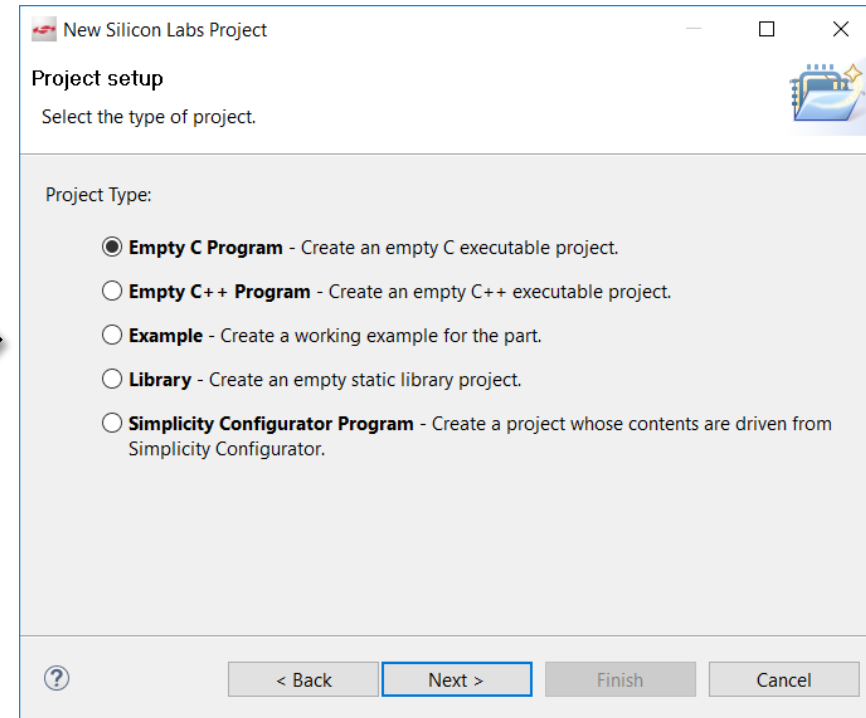 New Silicon Labs Project
Project setup
Select the type of project.
Project Type:
Empty C Program - Create an empty C executable project.
Empty C++ Program - Create an empty C++ executable project.
Example - Create a working example for the part.
Library - Create an empty static library project.
Simplicity Configurator Program - Create a project whose contents are driven from
Simplicity Configurator.
? < Back Next > Finish Cancel